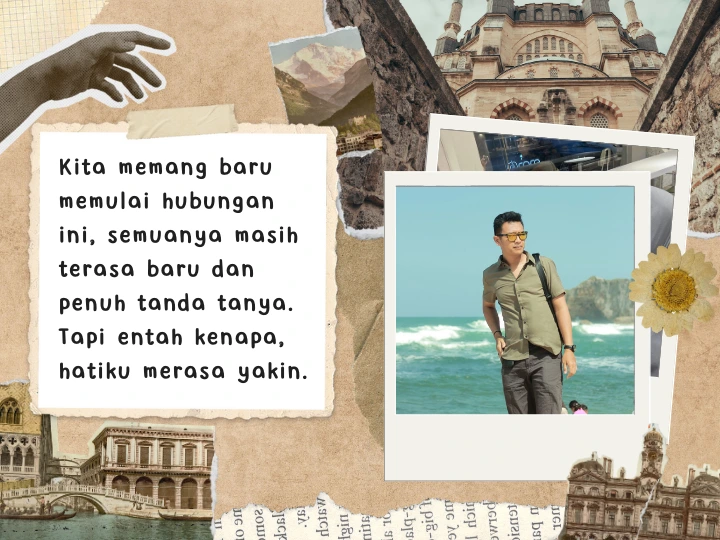 Kita memang baru
memulai hubungan
ini, semuanya masih
terasa baru dan
penuh tanda tanya.
Tapi entah kenapa,
hatiku merasa yakin.